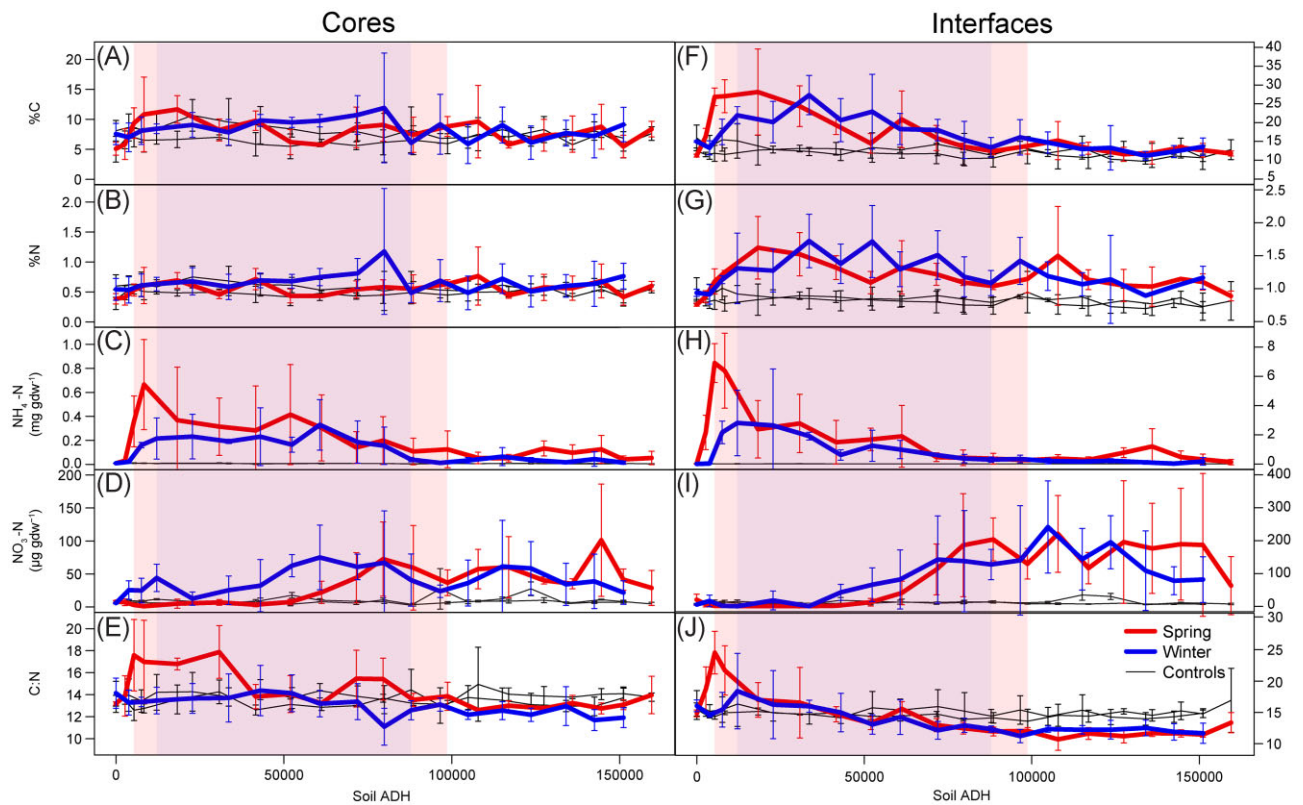 Cores
Interfaces
(A)
%C
20
15
10
5
0
(F)
40
35
30
25
20
15
10
5
(B)
%N
2.0
1.5
1.0
0.5
0.0
(G)
2.5
2.0
1.5
1.0
0.5
(C)
NH₄-N
(mg gdw⁻¹)
1.0
0.8
0.6
0.4
0.2
0.0
(H)
8
6
4
2
0
(D)
NO₃-N
(µg gdw⁻¹)
200
150
100
50
0
(I)
400
300
200
100
0
(E)
C:N
20
18
16
14
12
10
(J)
30
25
20
15
10
Spring
Winter
Controls
0 50000 100000 150000
Soil ADH
0 50000 100000 150000
Soil ADH